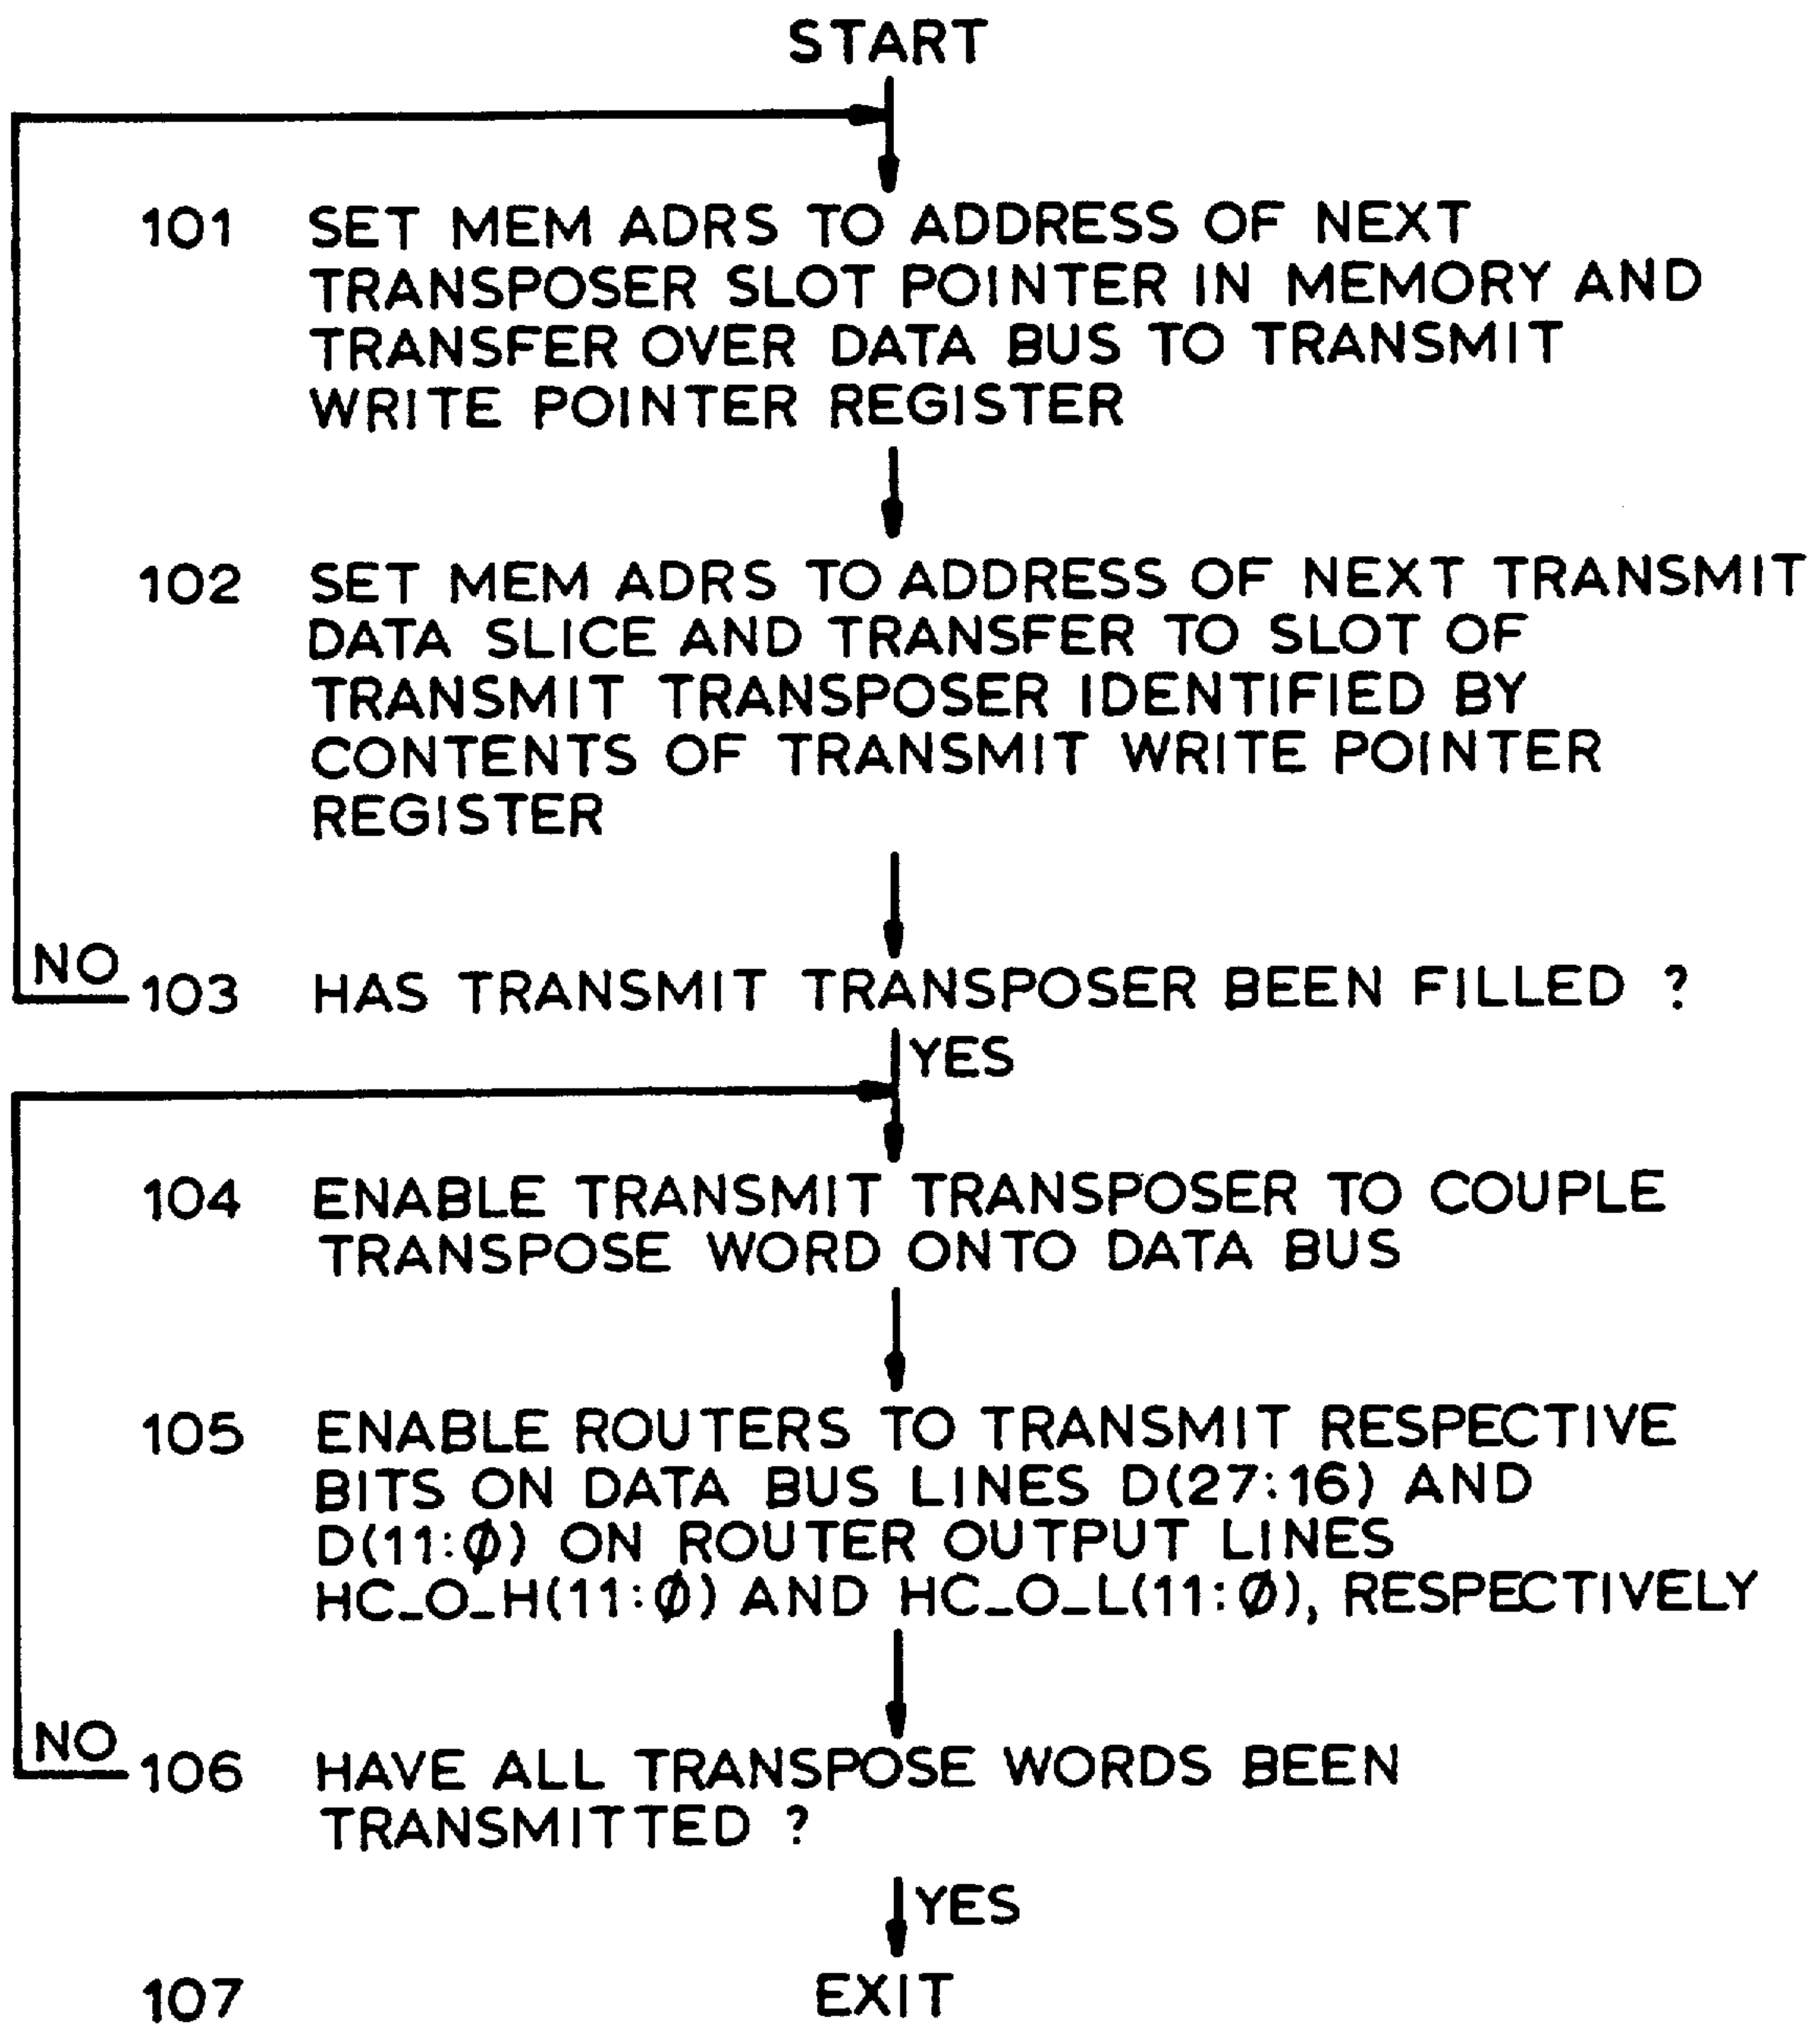 START
101 SET MEM ADRS TO ADDRESS OF NEXT
TRANSPOSER SLOT POINTER IN MEMORY AND
TRANSFER OVER DATA BUS TO TRANSMIT
WRITE POINTER REGISTER
102 SET MEM ADRS TO ADDRESS OF NEXT TRANSMIT
DATA SLICE AND TRANSFER TO SLOT OF
TRANSMIT TRANSPOSER IDENTIFIED BY
CONTENTS OF TRANSMIT WRITE POINTER
REGISTER
NO
103 HAS TRANSMIT TRANSPOSER BEEN FILLED ?
YES
104 ENABLE TRANSMIT TRANSPOSER TO COUPLE
TRANSPOSE WORD ONTO DATA BUS
105 ENABLE ROUTERS TO TRANSMIT RESPECTIVE
BITS ON DATA BUS LINES D(27:16) AND
D(11:Ø) ON ROUTER OUTPUT LINES
HC_O_H(11:Ø) AND HC_O_L(11:Ø), RESPECTIVELY
NO
106 HAVE ALL TRANSPOSE WORDS BEEN
TRANSMITTED ?
YES
107 EXIT